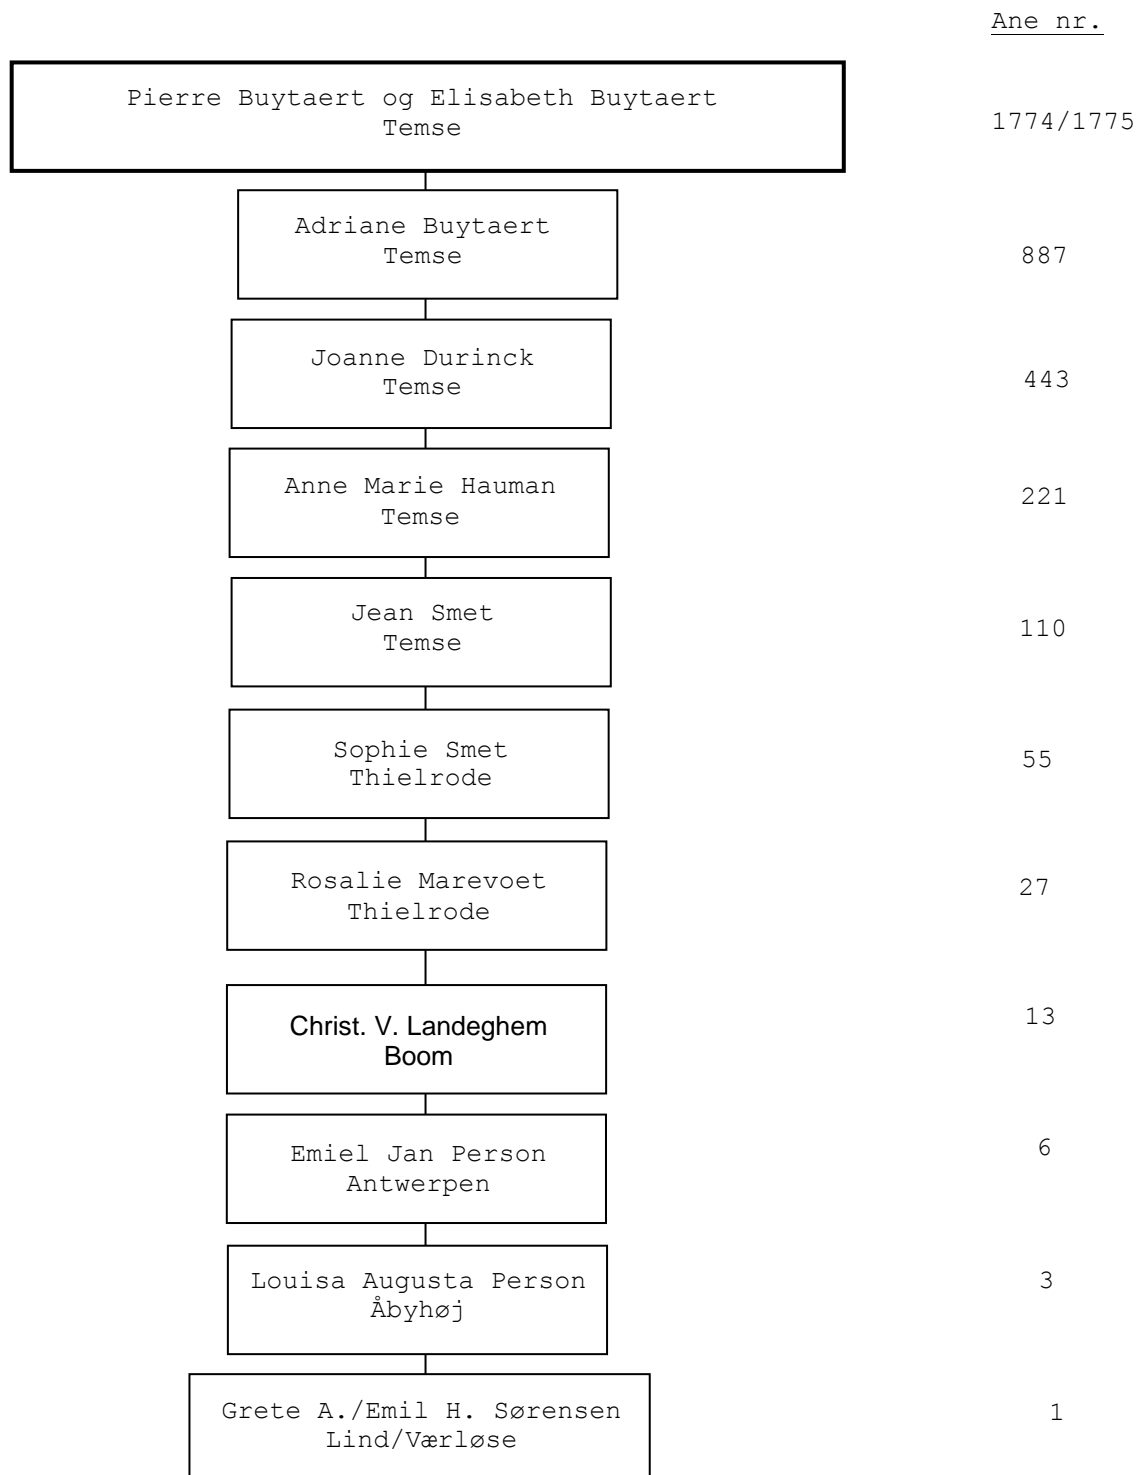 Ane nr.
Pierre Buytaert og Elisabeth Buytaert
Temse
1774/1775
Adriane Buytaert
Temse
887
Joanne Durinck
Temse
443
Anne Marie Hauman
Temse
221
Jean Smet
Temse
110
Sophie Smet
Thielrode
55
Rosalie Marevoet
Thielrode
27
Christ. V. Landeghem
Boom
13
Emiel Jan Person
Antwerpen
6
Louisa Augusta Person
Åbyhøj
3
Grete A./Emil H. Sørensen
Lind/Værløse
1